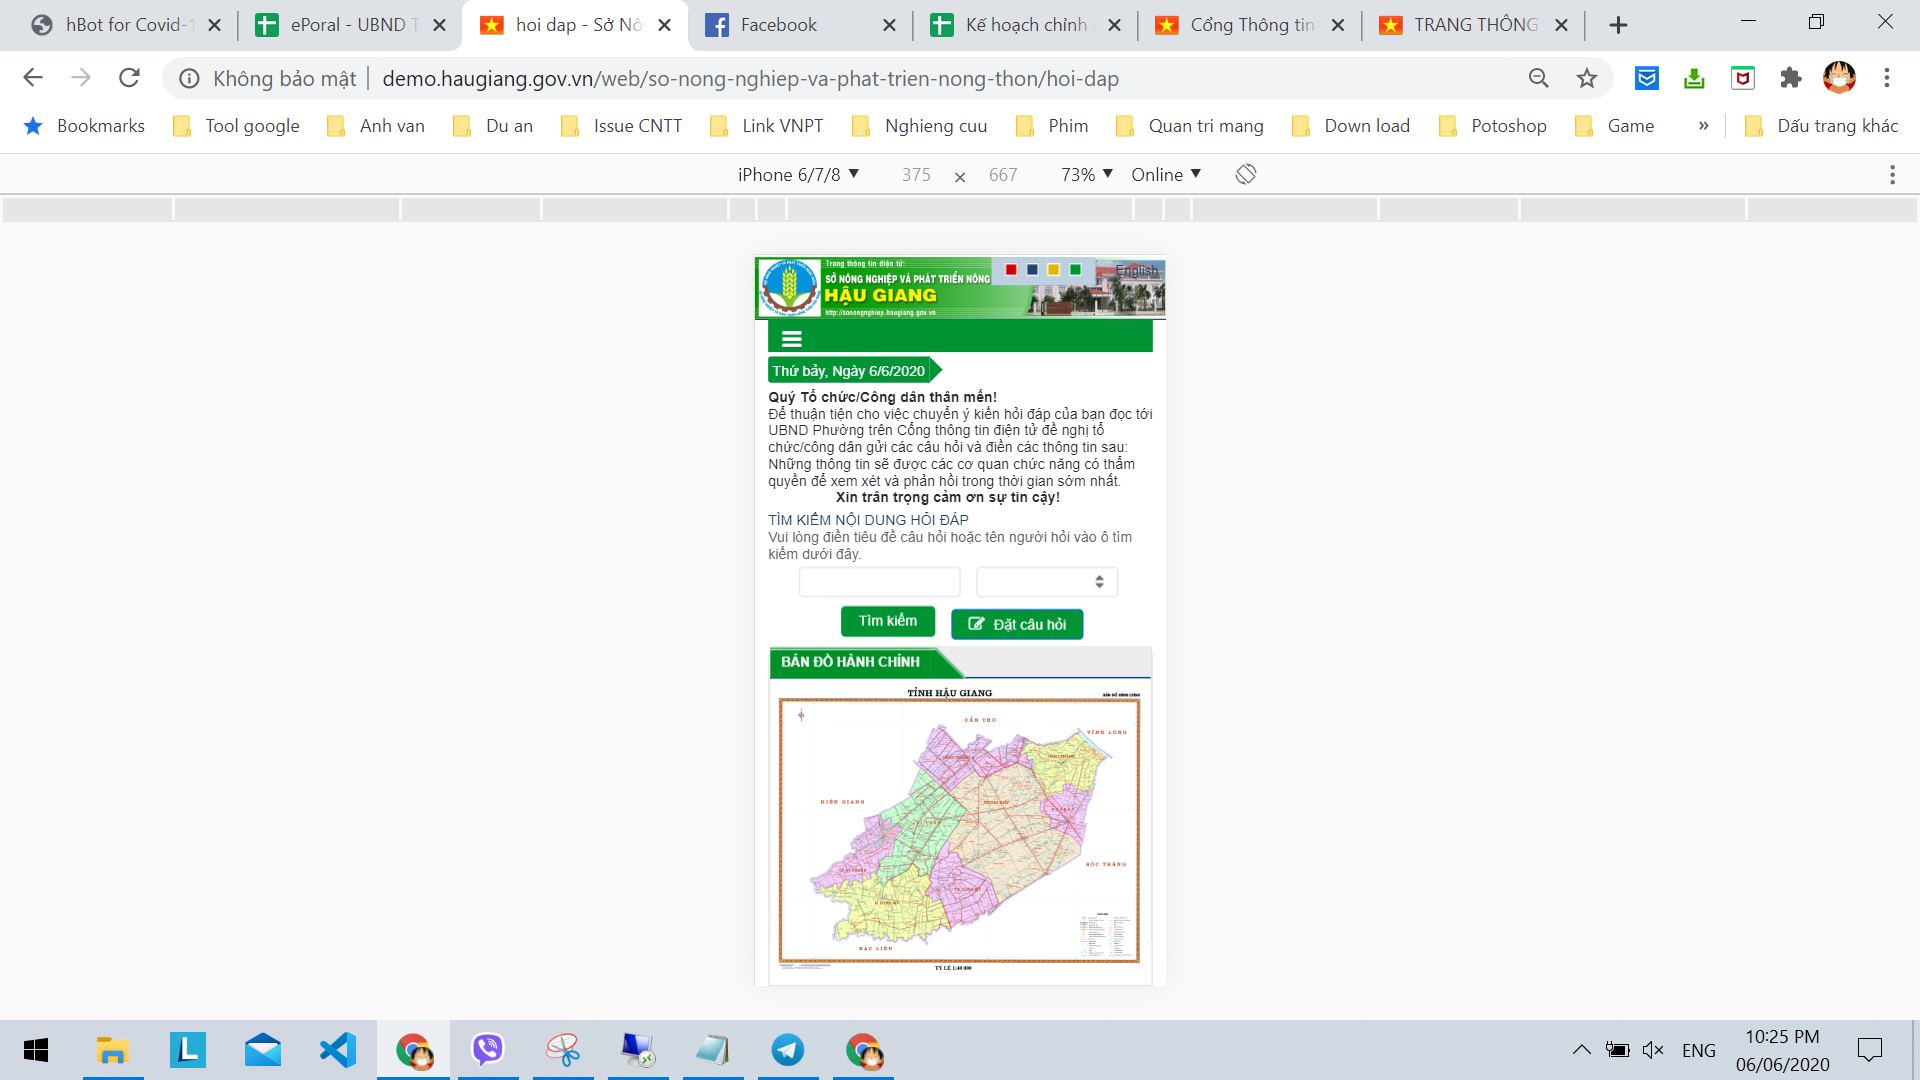 hBot for Covid-1
ePoral - UBND T
hoi dap - Sở Nô
Facebook
Kế hoạch chỉnh s
Cổng Thông tin
TRANG THÔNG
Không bảo mật
demo.haugiang.gov.vn/web/so-nong-nghiep-va-phat-trien-nong-thon/hoi-dap
Bookmarks
Tool google
Anh van
Du an
Issue CNTT
Link VNPT
Nghieng cuu
Phim
Quan tri mang
Down load
Potoshop
Game
»
Dấu trang khác
iPhone 6/7/8 375 × 667 73% Online
Trang thông tin điện tử:
SỞ NÔNG NGHIỆP VÀ PHÁT TRIỂN NÔNG
English
HẬU GIANG
http://sonongnghiep.haugiang.gov.vn
Thứ bảy, Ngày 6/6/2020
Quý Tổ chức/Công dân thân mến!
Để thuận tiện cho việc chuyển ý kiến hỏi đáp của bạn đọc tới
UBND Phường trên Cổng thông tin điện tử đề nghị tổ
chức/công dân gửi các câu hỏi và điền các thông tin sau:
Những thông tin sẽ được các cơ quan chức năng có thẩm
quyền để xem xét và phản hồi trong thời gian sớm nhất.
Xin trân trọng cảm ơn sự tin cậy!
TÌM KIẾM NỘI DUNG HỎI ĐÁP
Vui lòng điền tiêu đề câu hỏi hoặc tên người hỏi vào ô tìm
kiếm dưới đây.
Tìm kiếm
Đặt câu hỏi
BẢN ĐỒ HÀNH CHÍNH
TỈNH HẬU GIANG
BẢN ĐỒ HÀNH CHÍNH
CẦN THƠ
VĨNH LONG
KIÊN GIANG
SÓC TRĂNG
BẠC LIÊU
TỶ LỆ 1:40 000
L
10:25 PM
ENG
06/06/2020